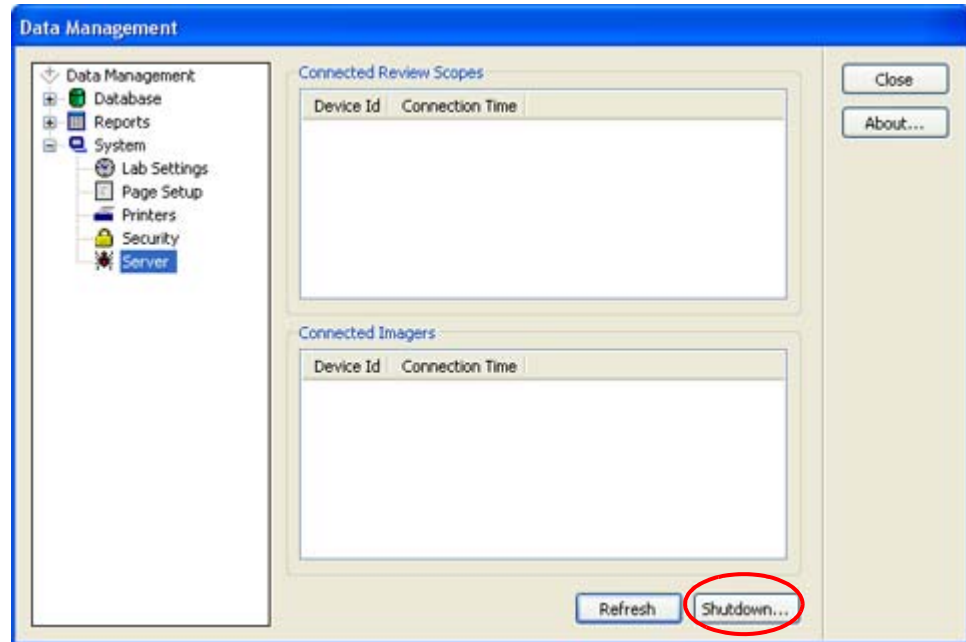 Data Management
Data Management
Database
Reports
System
Lab Settings
Page Setup
Printers
Security
Server
Connected Review Scopes
Device Id Connection Time
Connected Imagers
Device Id Connection Time
Refresh Shutdown...
Close
About...